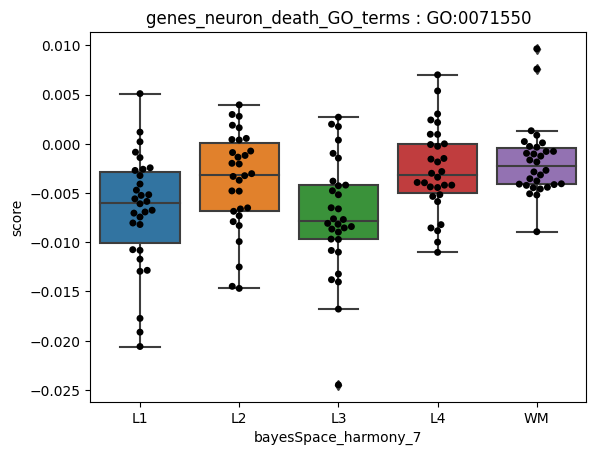 genes_neuron_death_GO_terms : GO:0071550
0.010
0.005
0.000
−0.005
−0.010
−0.015
−0.020
−0.025
score
L1 L2 L3 L4 WM
bayesSpace_harmony_7